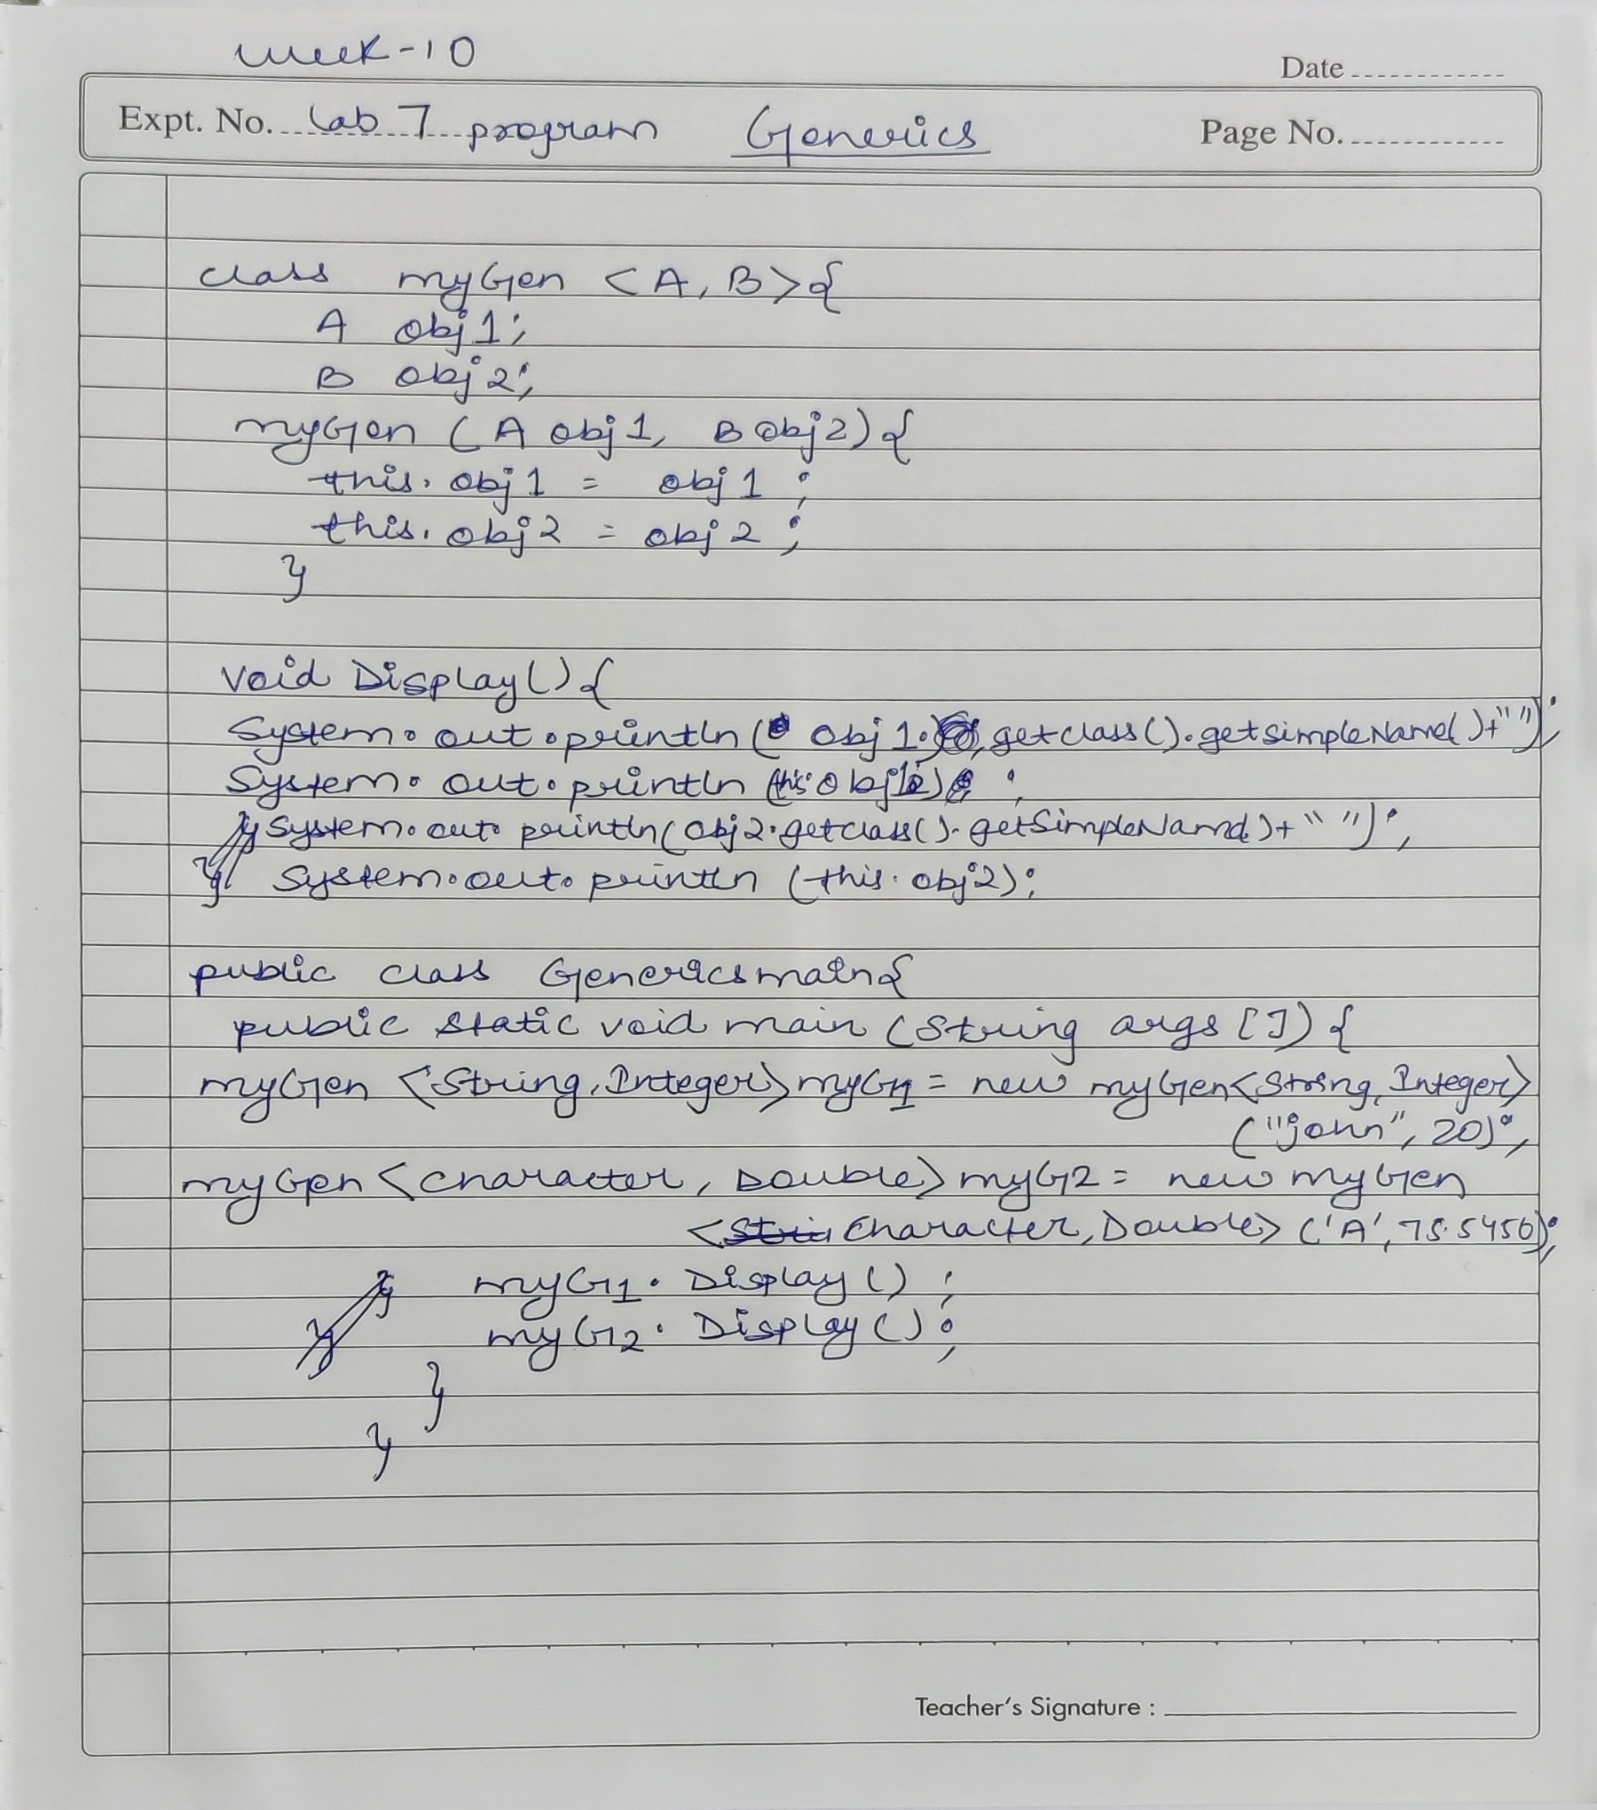 week-10
Date
Expt. No. Lab 7 program Generics Page No.
class myGen <A, B>{
A obj1;
B obj2;
myGen (A obj1, B obj2){
this.obj1 = obj1;
this.obj2 = obj2;
}
void Display(){
System.out.println( obj1.getclass().getsimpleName()+" ");
System.out.println (this.obj1);
System.out.println(obj2.getclass().getSimpleName()+" ");
System.out.println (this.obj2);
public class Genericsmain{
public static void main (String args []) {
myGen <String, Integer> myG1 = new myGen<String, Integer>
("john", 20);
myGen <character, Double> myG2 = new myGen
<Character, Double> ('A',
myG1.Display();
myG2.Display();
}
}
Teacher's Signature :